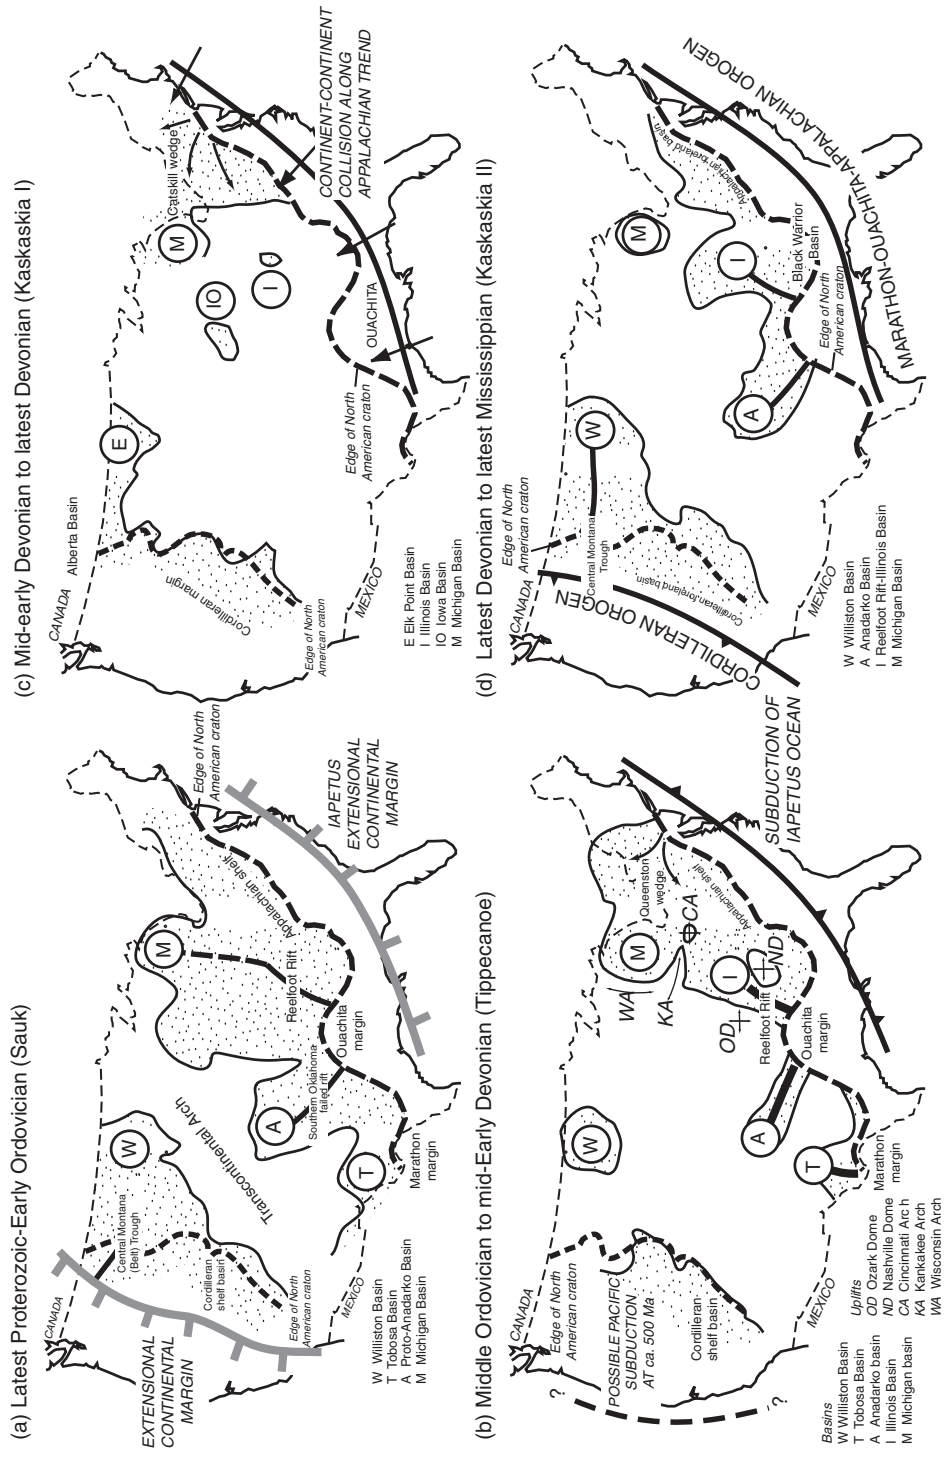 (a) Latest Proterozoic-Early Ordovician (Sauk)
CANADA
EXTENSIONAL
CONTINENTAL
MARGIN
Central Montana
(Belt) Trough
W
Cordilleran
shelf basin
Edge of North
American craton
MEXICO
Transcontinental Arch
M
Appalachian shelf
Edge of North
American craton
Reelfoot Rift
Southern Oklahoma
failed rift
A
T
Ouachita
margin
Marathon
margin
IAPETUS
EXTENSIONAL
CONTINENTAL
MARGIN
W Williston Basin
T Tobosa Basin
A Proto-Anadarko Basin
M Michigan Basin
(b) Middle Ordovician to mid-Early Devonian (Tippecanoe)
CANADA
Edge of North
American craton
?
POSSIBLE PACIFIC
SUBDUCTION
AT ca. 500 Ma
Cordilleran
shelf basin
?
MEXICO
W
WA
M
Queenston
wedge
KA
CA
Appalachian shelf
OD
I
ND
Reelfoot Rift
A
Ouachita
margin
T
Marathon
margin
SUBDUCTION OF
IAPETUS OCEAN
Basins
W Williston Basin
T Tobosa Basin
A Anadarko basin
I Illinois Basin
M Michigan basin
Uplifts
OD Ozark Dome
ND Nashville Dome
CA Cincinnati Arc h
KA Kankakee Arch
WA Wisconsin Arch
(c) Mid-early Devonian to latest Devonian (Kaskaskia I)
CANADA
Alberta Basin
E
Cordilleran margin
Edge of North
American craton
MEXICO
M
Catskill wedge
IO
I
OUACHITA
Edge of North
American craton
CONTINENT-CONTINENT
COLLISION ALONG
APPALACHIAN TREND
E Elk Point Basin
I Illinois Basin
IO Iowa Basin
M Michigan Basin
(d) Latest Devonian to latest Mississippian (Kaskaskia II)
CANADA
Edge of North
American craton
CORDILLERAN OROGEN
W
Central Montana
Trough
Cordilleran foreland basin
MEXICO
M
Appalachian foreland basin
I
Black Warrior
Basin
A
Edge of North
American craton
MARATHON-OUACHITA-APPALACHIAN OROGEN
W Williston Basin
A Anadarko Basin
I Reelfoot Rift-Illinois Basin
M Michigan Basin